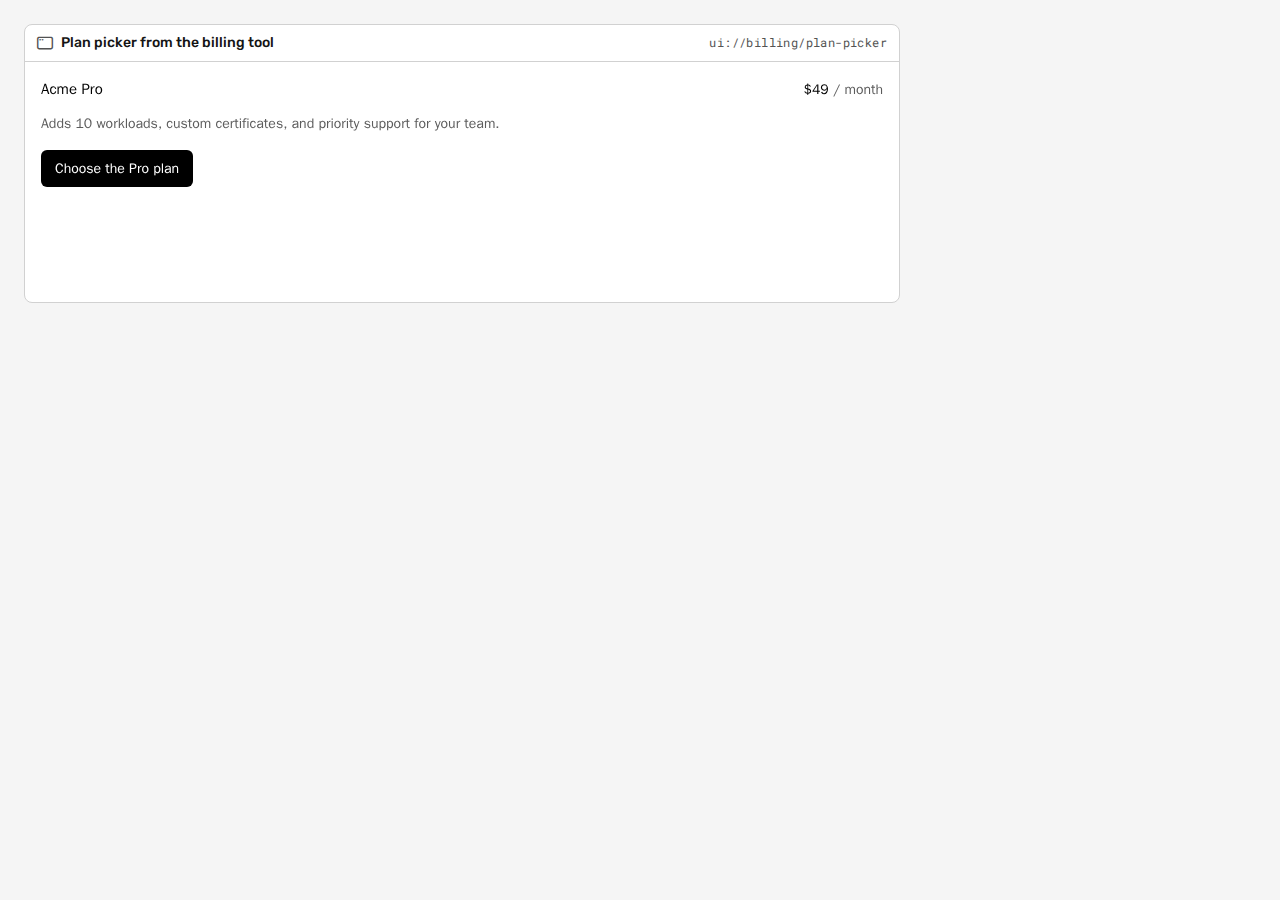 Plan picker from the billing tool
ui://billing/plan-picker
Acme Pro
$49 / month
Adds 10 workloads, custom certificates, and priority support for your team.
Choose the Pro plan